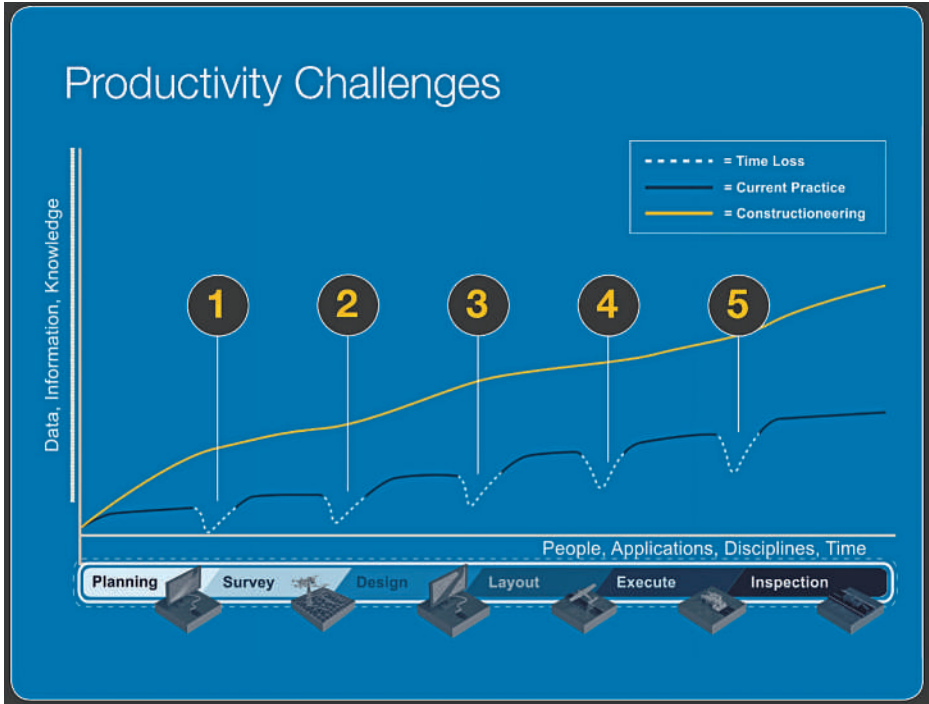 Productivity Challenges
= Time Loss
= Current Practice
= Constructioneering
Data, Information, Knowledge
1 2 3 4 5
People, Applications, Disciplines, Time
Planning Survey Design Layout Execute Inspection